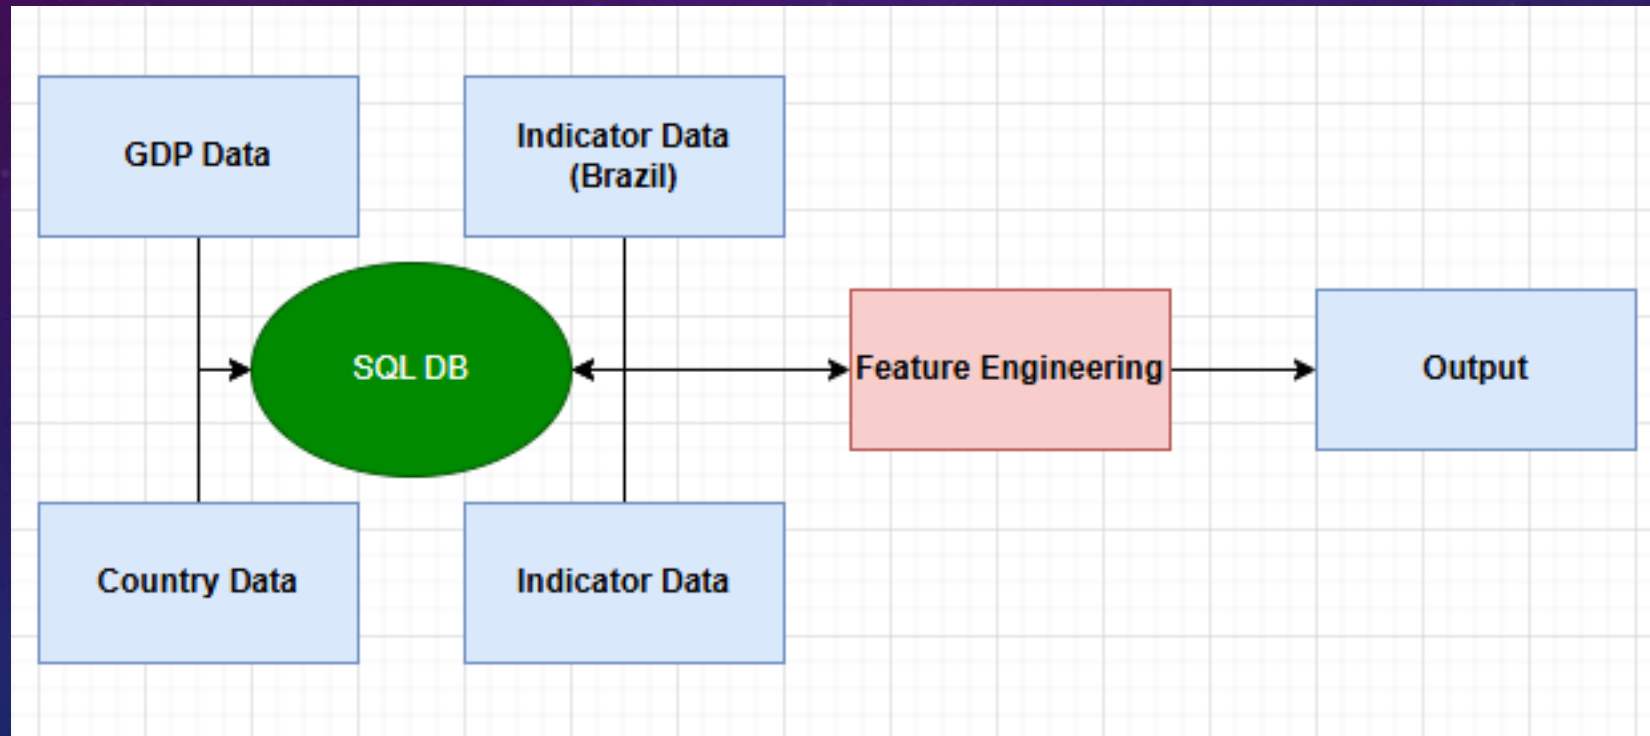 GDP Data
Indicator Data
(Brazil)
SQL DB
Feature Engineering
Output
Country Data
Indicator Data